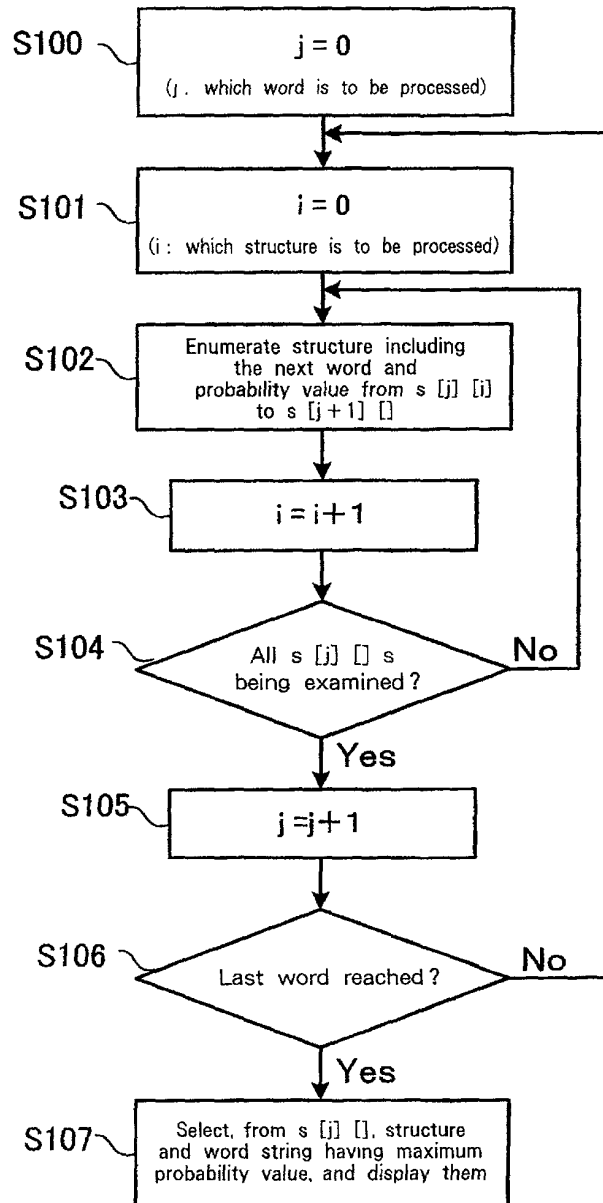 S100
j = 0
(j. which word is to be processed)
S101
i = 0
(i : which structure is to be processed)
S102
Enumerate structure including
the next word and
probability value from s [j] [i]
to s [j+1] []
S103
i = i+1
S104
All s [j] [] s
being examined ?
No
Yes
S105
j =j+1
S106
Last word reached ?
No
Yes
S107
Select, from s [j] [], structure
and word string having maximum
probability value, and display them